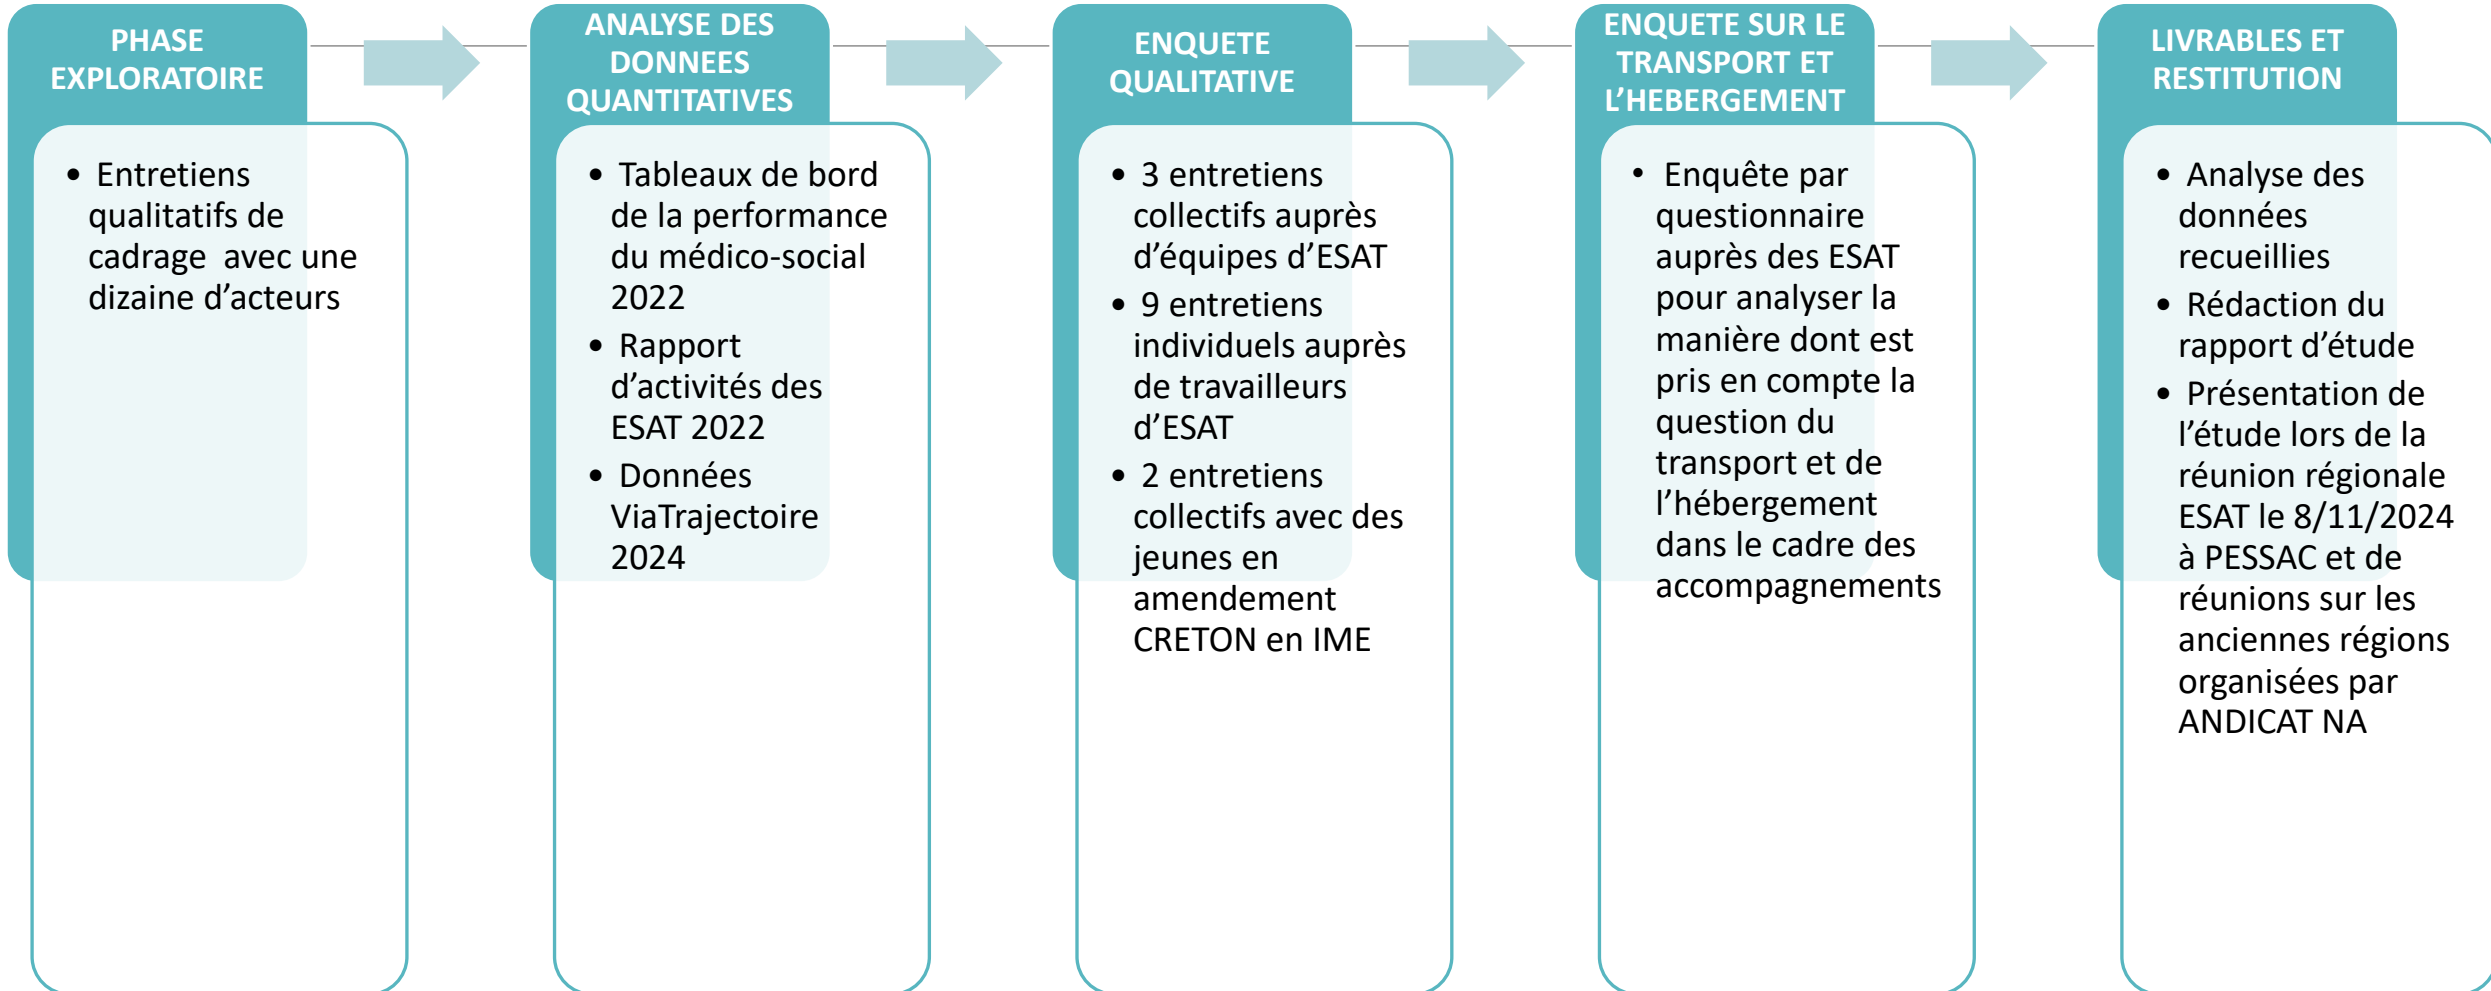 PHASE
EXPLORATOIRE
• Entretiens
qualitatifs de
cadrage avec une
dizaine d’acteurs
ANALYSE DES
DONNEES
QUANTITATIVES
• Tableaux de bord
de la performance
du médico-social
2022
• Rapport
d’activités des
ESAT 2022
• Données
ViaTrajectoire
2024
ENQUETE
QUALITATIVE
• 3 entretiens
collectifs auprès
d’équipes d’ESAT
• 9 entretiens
individuels auprès
de travailleurs
d’ESAT
• 2 entretiens
collectifs avec des
jeunes en
amendement
CRETON en IME
ENQUETE SUR LE
TRANSPORT ET
L’HEBERGEMENT
• Enquête par
questionnaire
auprès des ESAT
pour analyser la
manière dont est
pris en compte la
question du
transport et de
l’hébergement
dans le cadre des
accompagnements
LIVRABLES ET
RESTITUTION
• Analyse des
données
recueillies
• Rédaction du
rapport d’étude
• Présentation de
l’étude lors de la
réunion régionale
ESAT le 8/11/2024
à PESSAC et de
réunions sur les
anciennes régions
organisées par
ANDICAT NA